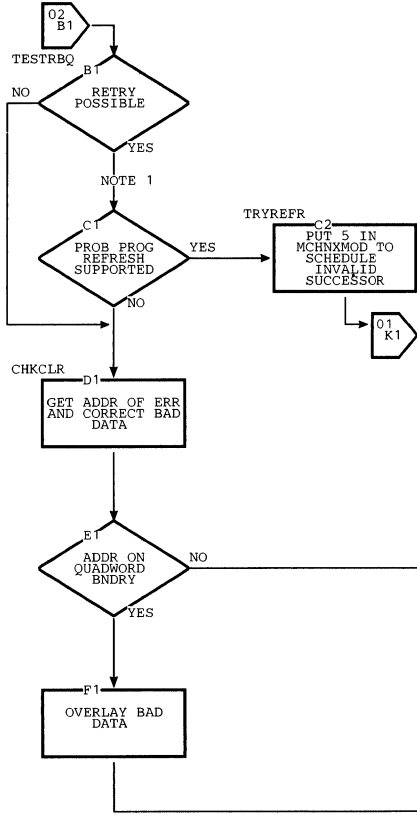 02
B1
TESTRBQ
B1
RETRY
POSSIBLE
NO
YES
NOTE 1
C1
PROB PROG
REFRESH
SUPPORTED
YES
NO
TRYREFR
C2
PUT 5 IN
MCHNXMOD TO
SCHEDULE
INVALID
SUCCESSOR
01
K1
CHKCLR
D1
GET ADDR OF ERR
AND CORRECT BAD
DATA
E1
ADDR ON
QUADWORD
BNDRY
NO
YES
F1
OVERLAY BAD
DATA